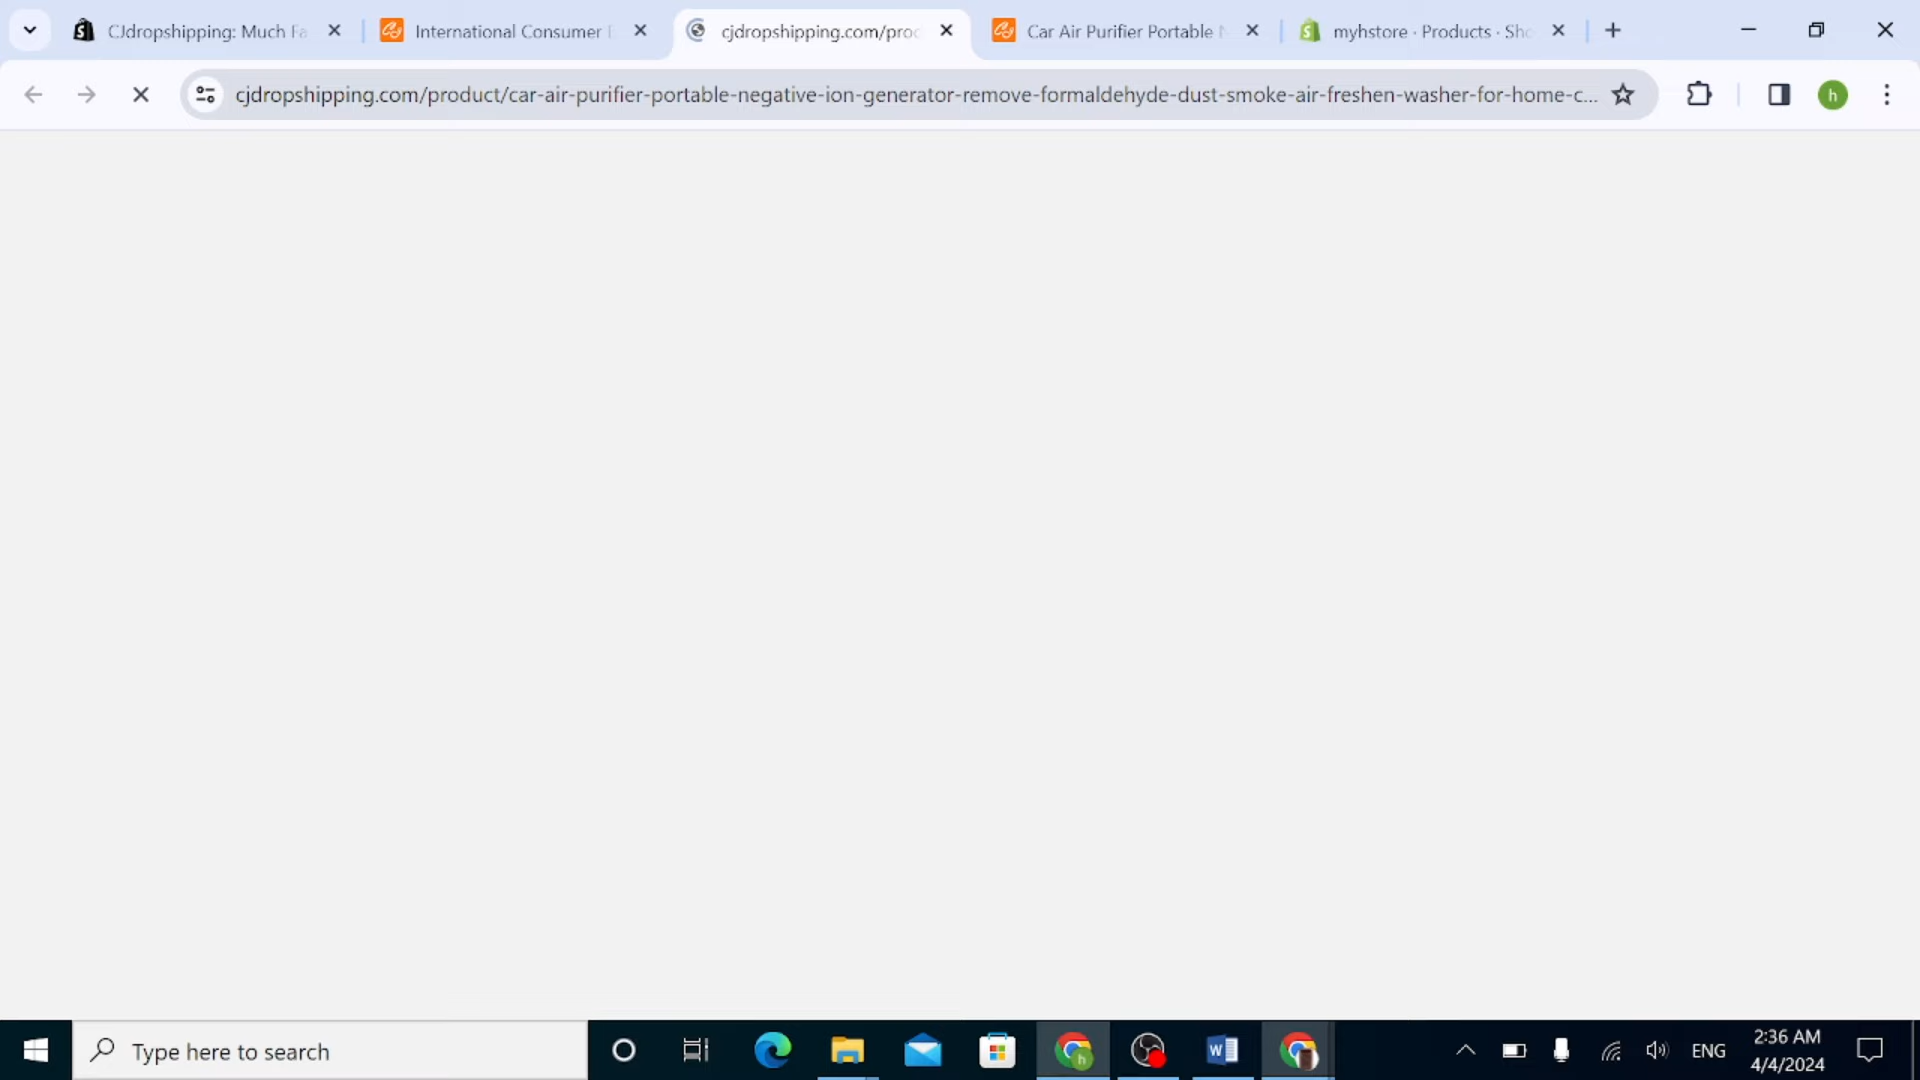 CJdropshipping: Much Fa
International Consumer
cjdropshipping.com/proc
Car Air Purifier Portable
myhstore · Products · Sho
cjdropshipping.com/product/car-air-purifier-portable-negative-ion-generator-remove-formaldehyde-dust-smoke-air-freshen-washer-for-home-c...
h
Type here to search
ENG
2:36 AM
4/4/2024